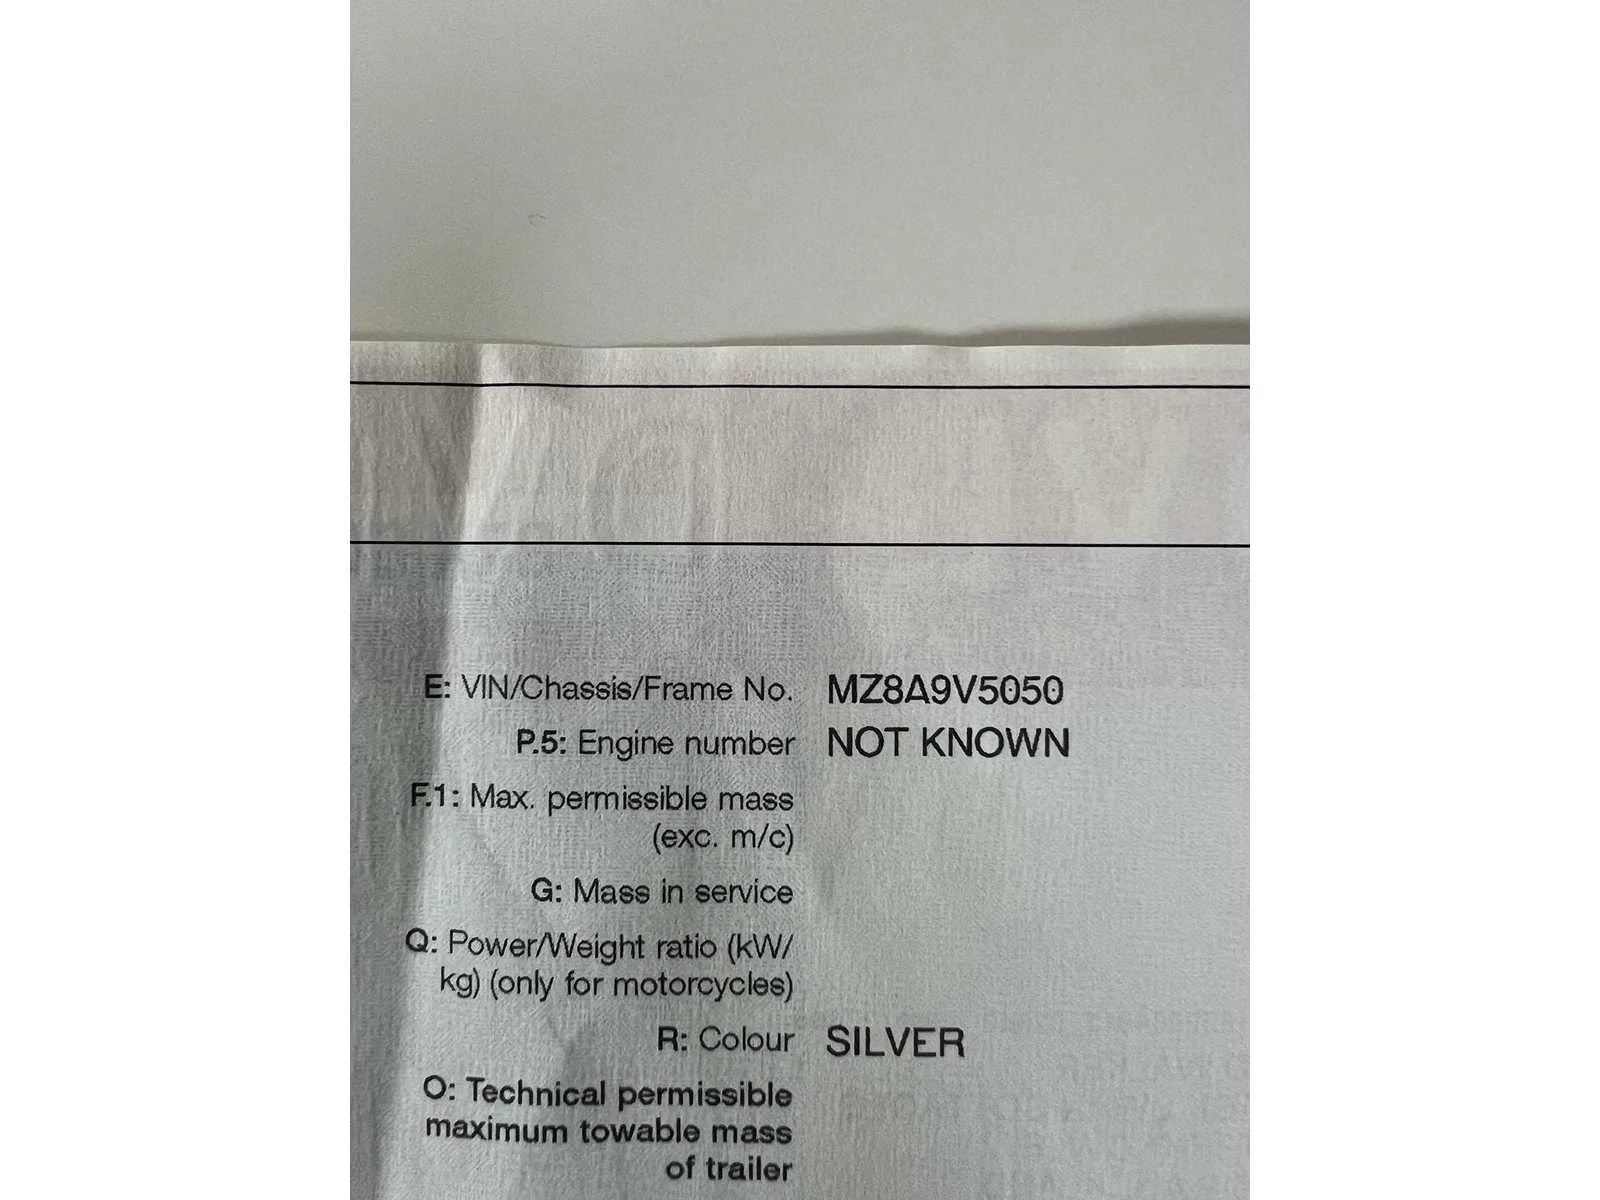 E: VIN/Chassis/Frame No. MZ8A9V5050
P.5: Engine number NOT KNOWN
F.1: Max. permissible mass
(exc. m/c)
G: Mass in service
Q: Power/Weight ratio (kW/
kg) (only for motorcycles)
R: Colour SILVER
O: Technical permissible
maximum towable mass
of trailer